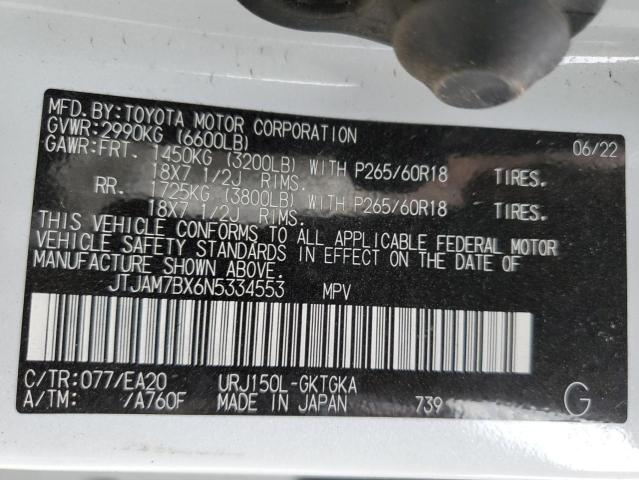 MFD. BY: TOYOTA MOTOR CORPORATION 06/22
GVWR: 2990KG (6600LB)
GAWR: FRT. 1450KG (3200LB) WITH P265/60R18 TIRES.
18X7 1/2J RIMS.
RR. 1725KG (3800LB) WITH P265/60R18 TIRES.
18X7 1/2J RIMS.
THIS VEHICLE CONFORMS TO ALL APPLICABLE FEDERAL MOTOR
VEHICLE SAFETY STANDARDS IN EFFECT ON THE DATE OF
MANUFACTURE SHOWN ABOVE.
JTJAM7BX6N5334553 MPV
C/TR: 077/EA20 URJ150L-GKTGKA
A/TM: /A760F MADE IN JAPAN 739 G